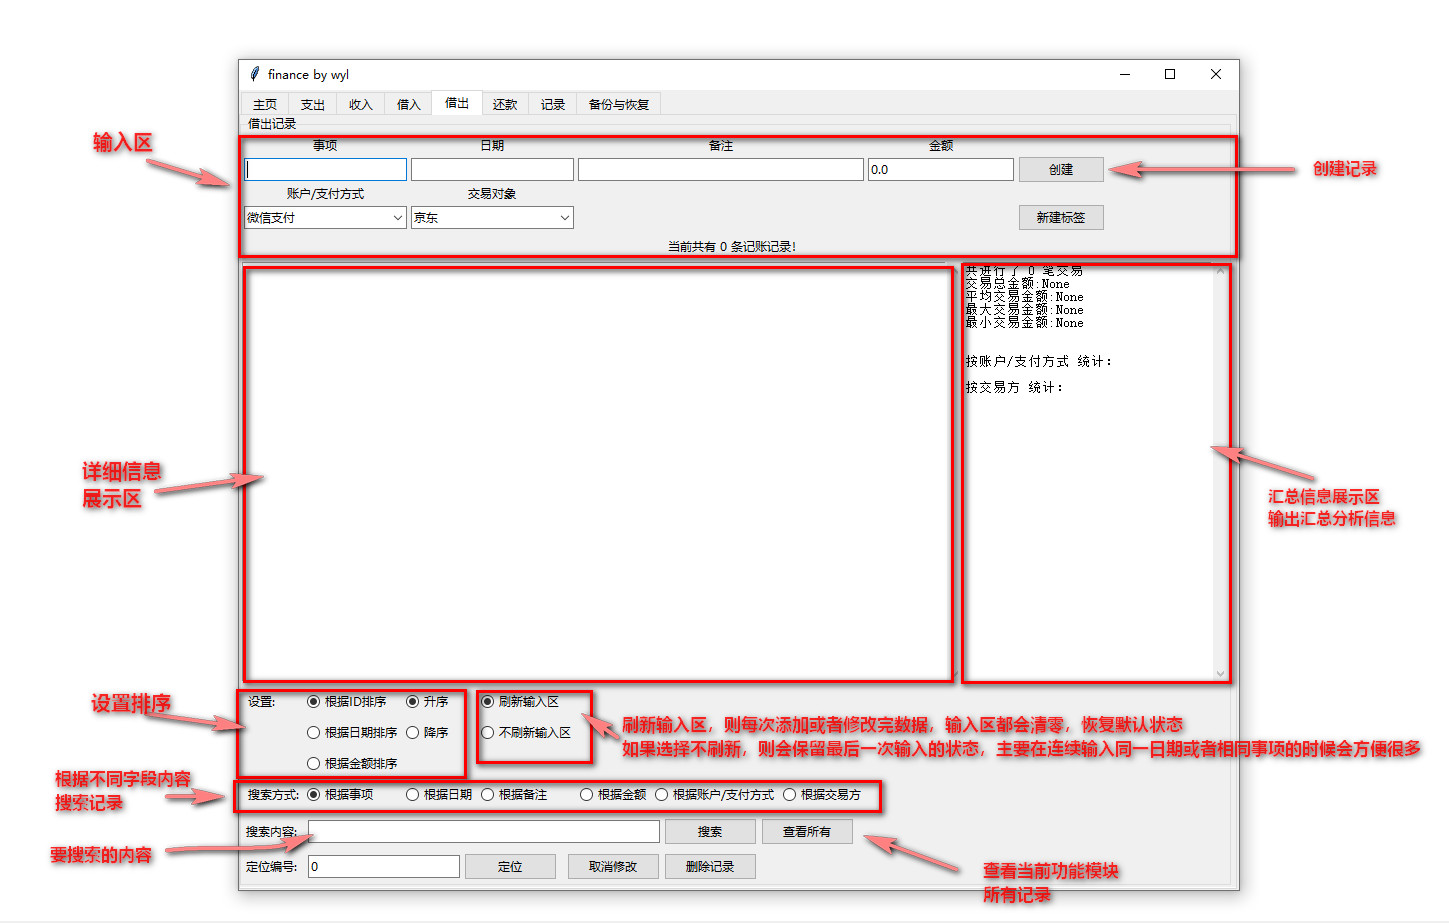 finance by wyl
主页 支出 收入 借入 借出 还款 记录 备份与恢复
借出记录
输入区
事项 日期 备注 金额
0.0 创建
创建记录
账户/支付方式 交易对象
微信支付 京东 新建标签
当前共有 0 条记账记录!
共进行了 0 笔交易
交易总金额:None
平均交易金额:None
最大交易金额:None
最小交易金额:None
按账户/支付方式 统计:
按交易方 统计:
详细信息
展示区
汇总信息展示区
输出汇总分析信息
设置排序
设置: 根据ID排序 升序 刷新输入区
根据日期排序 降序 不刷新输入区
根据金额排序
刷新输入区，则每次添加或者修改完数据，输入区都会清零，恢复默认状态
如果选择不刷新，则会保留最后一次输入的状态，主要在连续输入同一日期或者相同事项的时候会方便很多
根据不同字段内容
搜索记录
搜索方式: 根据事项 根据日期 根据备注 根据金额 根据账户/支付方式 根据交易方
搜索内容: 搜索 查看所有
要搜索的内容
定位编号: 0 定位 取消修改 删除记录
查看当前功能模块
所有记录